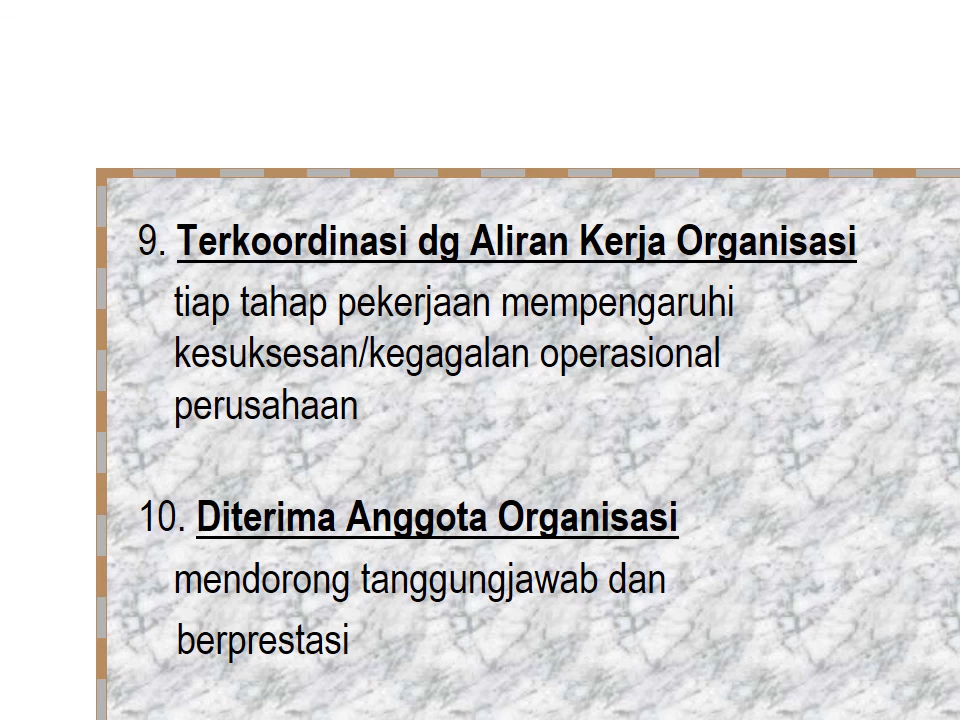 9. Terkoordinasi dg Aliran Kerja Organisasi
tiap tahap pekerjaan mempengaruhi
kesuksesan/kegagalan operasional
perusahaan
10. Diterima Anggota Organisasi
mendorong tanggungjawab dan
berprestasi